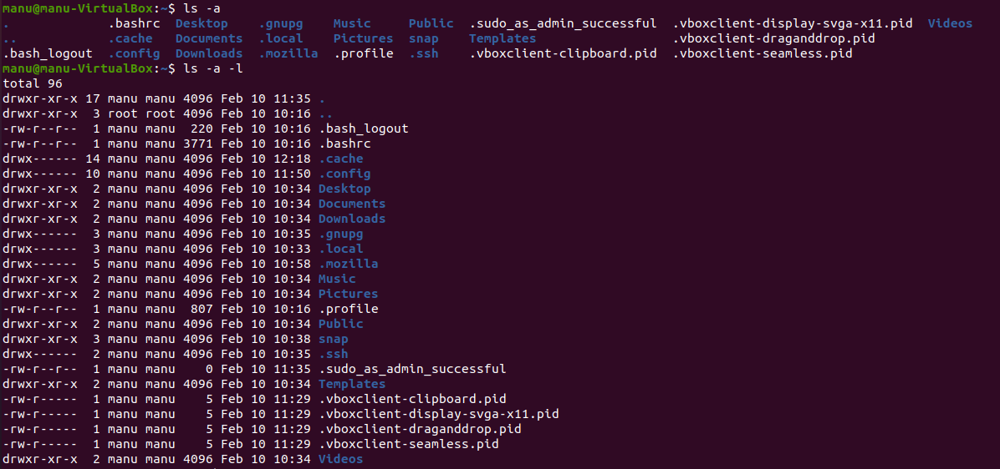 manu@manu-VirtualBox:~$ ls -a
.             .bashrc  Desktop    .gnupg    Music     Public  .sudo_as_admin_successful  .vboxclient-display-svga-x11.pid  Videos
..            .cache   Documents  .local    Pictures  snap    Templates                  .vboxclient-draganddrop.pid
.bash_logout  .config  Downloads  .mozilla  .profile  .ssh    .vboxclient-clipboard.pid  .vboxclient-seamless.pid
manu@manu-VirtualBox:~$ ls -a -l
total 96
drwxr-xr-x 17 manu manu 4096 Feb 10 11:35 .
drwxr-xr-x  3 root root 4096 Feb 10 10:16 ..
-rw-r--r--  1 manu manu  220 Feb 10 10:16 .bash_logout
-rw-r--r--  1 manu manu 3771 Feb 10 10:16 .bashrc
drwx------ 14 manu manu 4096 Feb 10 12:18 .cache
drwx------ 10 manu manu 4096 Feb 10 11:50 .config
drwxr-xr-x  2 manu manu 4096 Feb 10 10:34 Desktop
drwxr-xr-x  2 manu manu 4096 Feb 10 10:34 Documents
drwxr-xr-x  2 manu manu 4096 Feb 10 10:34 Downloads
drwx------  3 manu manu 4096 Feb 10 10:35 .gnupg
drwx------  3 manu manu 4096 Feb 10 10:33 .local
drwx------  5 manu manu 4096 Feb 10 10:58 .mozilla
drwxr-xr-x  2 manu manu 4096 Feb 10 10:34 Music
drwxr-xr-x  2 manu manu 4096 Feb 10 10:34 Pictures
-rw-r--r--  1 manu manu  807 Feb 10 10:16 .profile
drwxr-xr-x  2 manu manu 4096 Feb 10 10:34 Public
drwxr-xr-x  3 manu manu 4096 Feb 10 10:38 snap
drwx------  2 manu manu 4096 Feb 10 10:35 .ssh
-rw-r--r--  1 manu manu    0 Feb 10 11:35 .sudo_as_admin_successful
drwxr-xr-x  2 manu manu 4096 Feb 10 10:34 Templates
-rw-r-----  1 manu manu    5 Feb 10 11:29 .vboxclient-clipboard.pid
-rw-r-----  1 manu manu    5 Feb 10 11:29 .vboxclient-display-svga-x11.pid
-rw-r-----  1 manu manu    5 Feb 10 11:29 .vboxclient-draganddrop.pid
-rw-r-----  1 manu manu    5 Feb 10 11:29 .vboxclient-seamless.pid
drwxr-xr-x  2 manu manu 4096 Feb 10 10:34 Videos